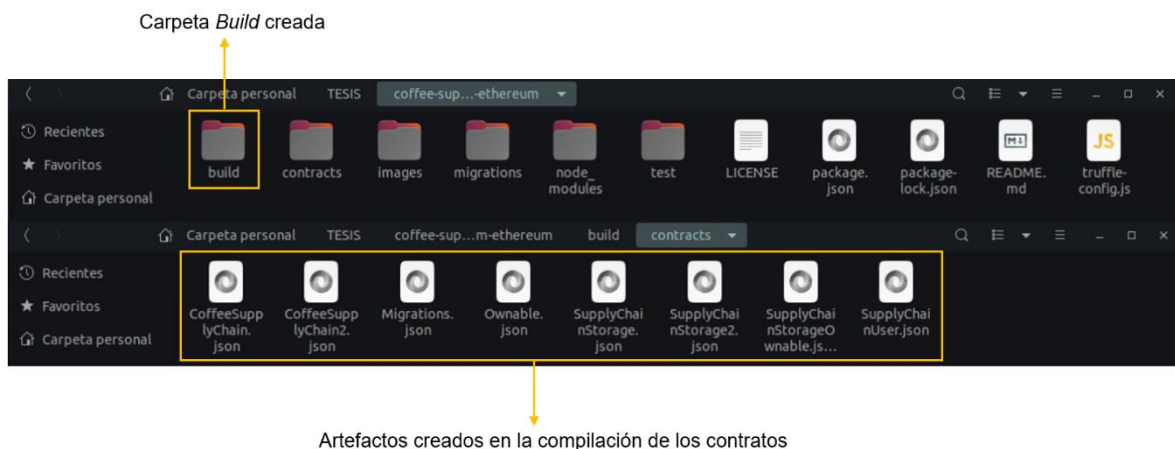 Carpeta Build creada
Carpeta personal TESIS coffee-sup...-ethereum
Recientes
Favoritos
Carpeta personal
build contracts images migrations node_ test LICENSE package. package- README. truffle-
modules json lock.json md config.js
M↓
JS
Carpeta personal TESIS coffee-sup...m-ethereum build contracts
Recientes
Favoritos
Carpeta personal
CoffeeSupp CoffeeSupp Migrations. Ownable. SupplyChai SupplyChai SupplyChai SupplyChai
lyChain. lyChain2. json json nStorage. nStorage2. nStorageO nUser.json
json json json json wnable.js...
Artefactos creados en la compilación de los contratos